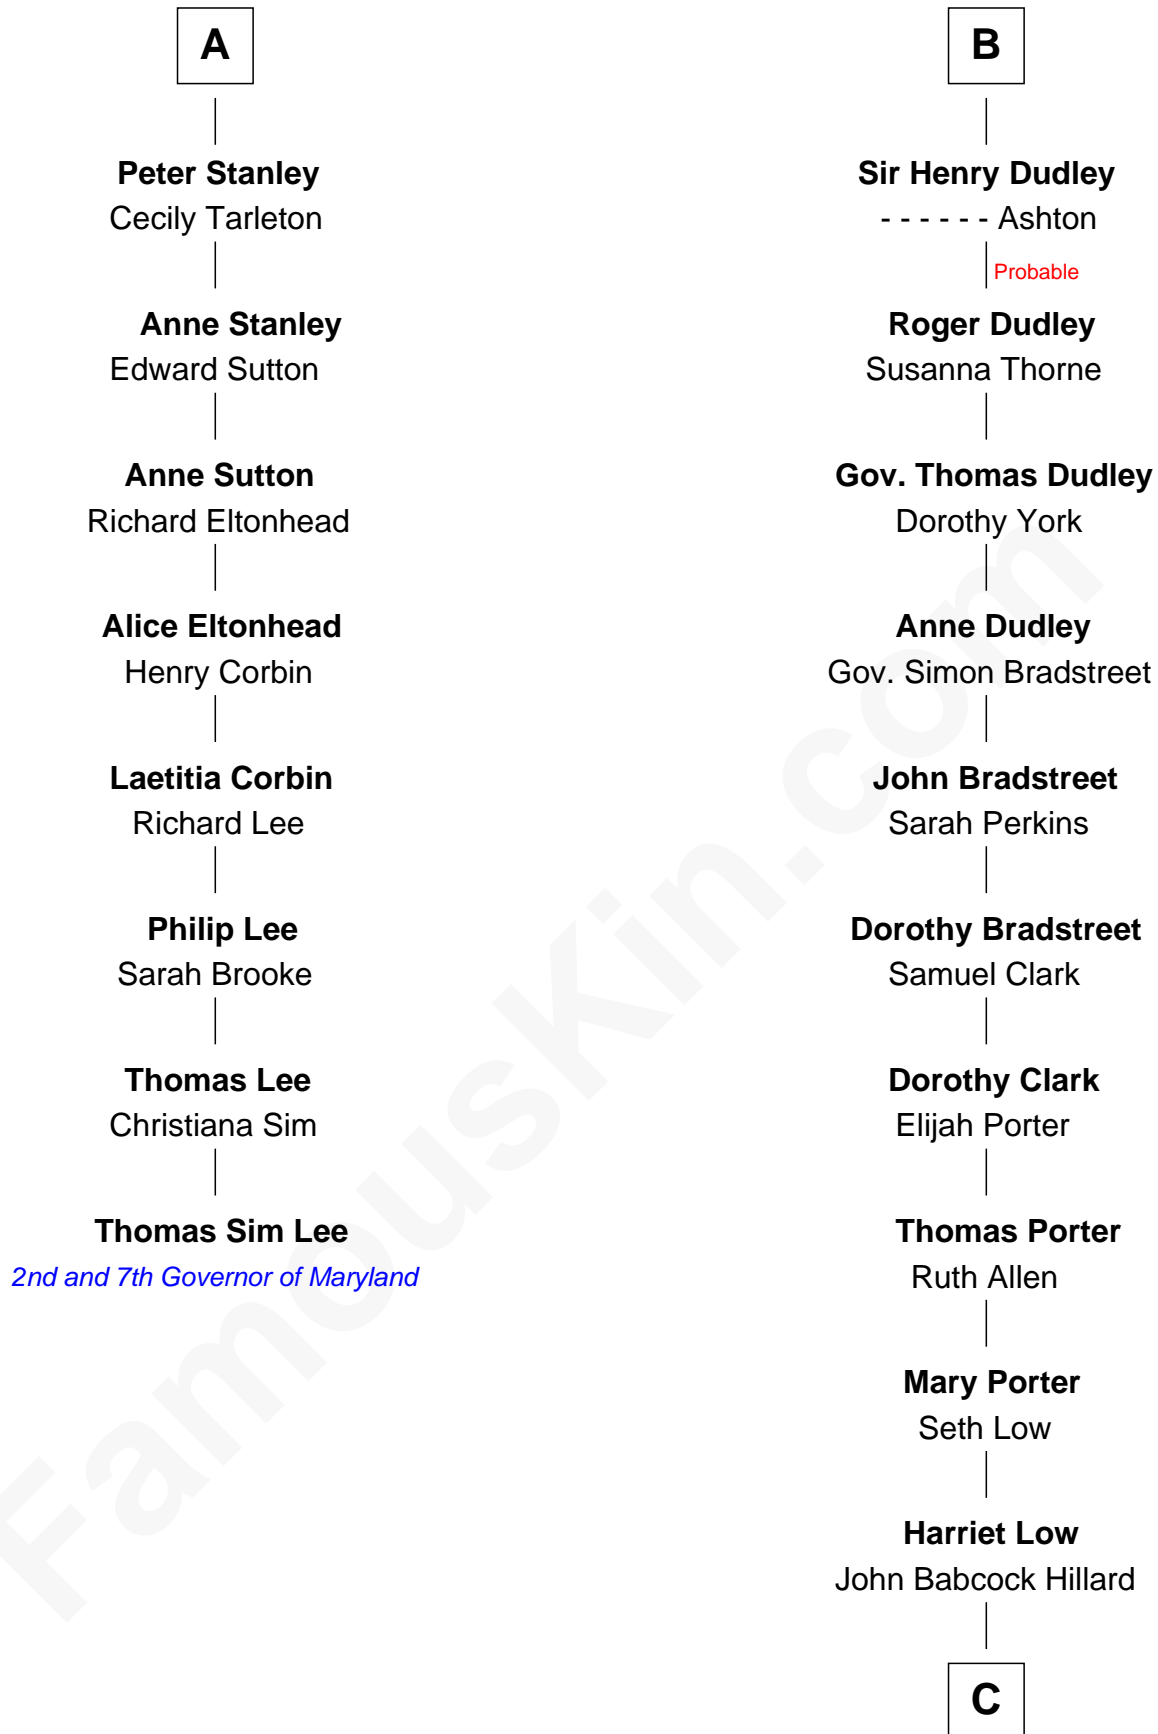 A
Peter Stanley
Cecily Tarleton
Anne Stanley
Edward Sutton
Anne Sutton
Richard Eltonhead
Alice Eltonhead
Henry Corbin
Laetitia Corbin
Richard Lee
Philip Lee
Sarah Brooke
Thomas Lee
Christiana Sim
Thomas Sim Lee
2nd and 7th Governor of Maryland
B
Sir Henry Dudley
- - - - - - Ashton
Probable
Roger Dudley
Susanna Thorne
Gov. Thomas Dudley
Dorothy York
Anne Dudley
Gov. Simon Bradstreet
John Bradstreet
Sarah Perkins
Dorothy Bradstreet
Samuel Clark
Dorothy Clark
Elijah Porter
Thomas Porter
Ruth Allen
Mary Porter
Seth Low
Harriet Low
John Babcock Hillard
C
FamousKin.com